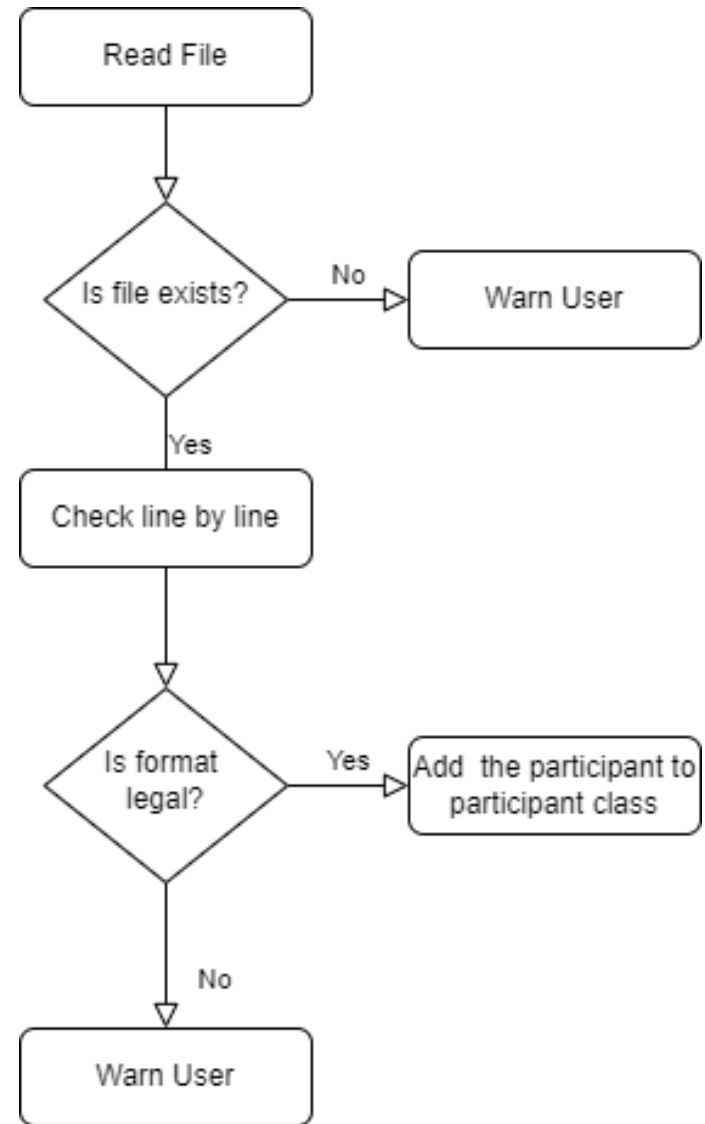 Read File
Is file exists?
No
Warn User
Yes
Check line by line
Is format
legal?
Yes
Add  the participant to
participant class
No
Warn User